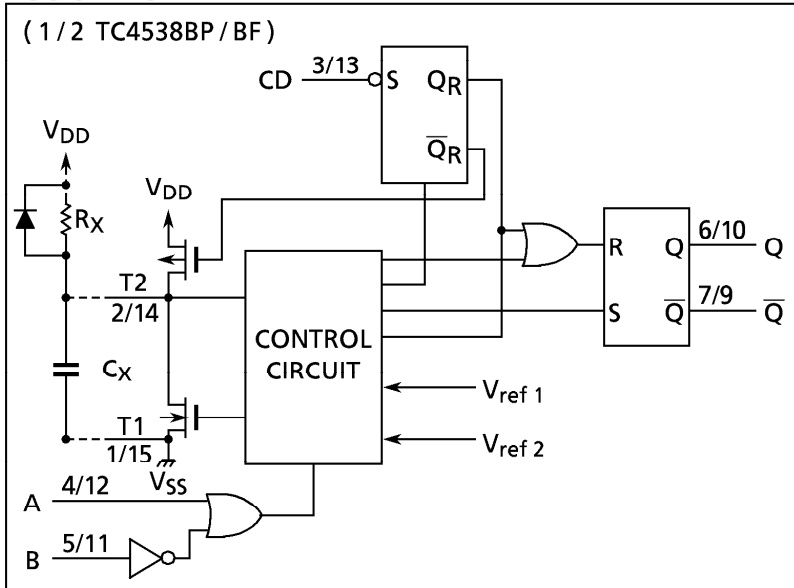 (1/2 TC4538BP/BF)
CD 3/13 S QR
Q̅R
VDD
VDD
RX
R Q 6/10 Q
T2
2/14
S Q̅ 7/9 Q̅
CONTROL
CIRCUIT
CX
Vref 1
T1
1/15
Vref 2
VSS
A 4/12
B 5/11